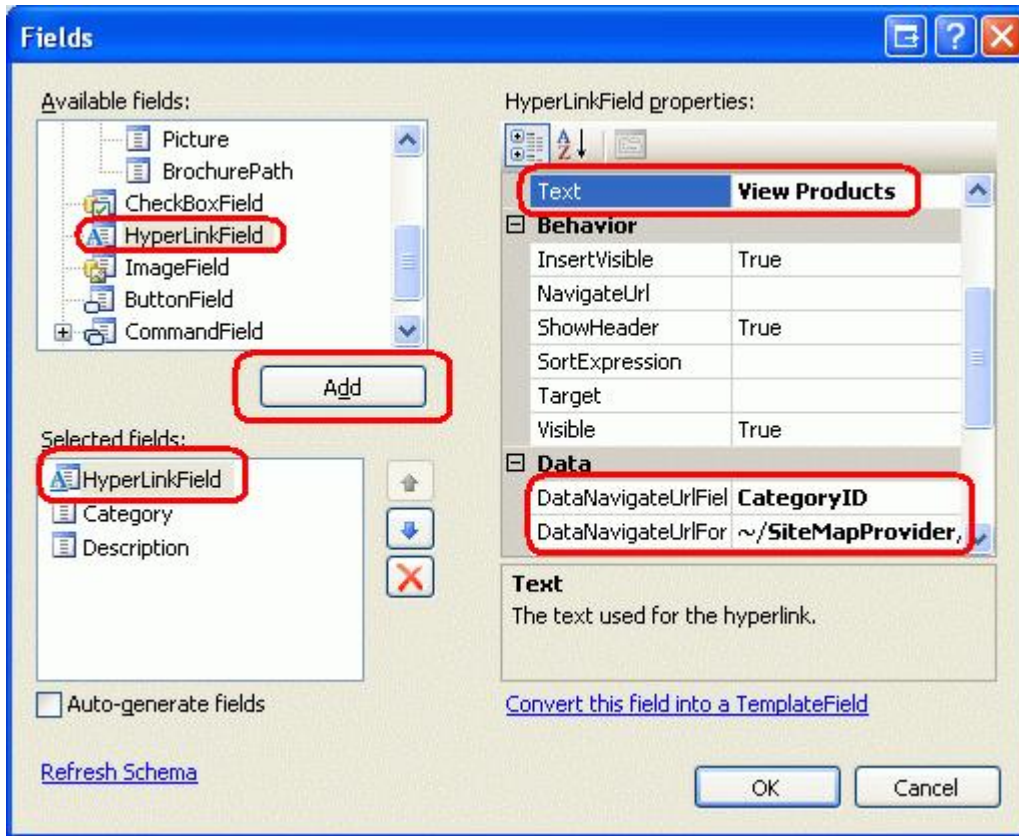 Fields
Available fields:
Picture
BrochurePath
CheckBoxField
HyperLinkField
ImageField
ButtonField
CommandField
Add
Selected fields:
HyperLinkField
Category
Description
Auto-generate fields
Refresh Schema
HyperLinkField properties:
Text View Products
Behavior
InsertVisible True
NavigateUrl
ShowHeader True
SortExpression
Target
Visible True
Data
DataNavigateUrlFiel CategoryID
DataNavigateUrlFor ~/SiteMapProvider,
Text
The text used for the hyperlink.
Convert this field into a TemplateField
OK Cancel